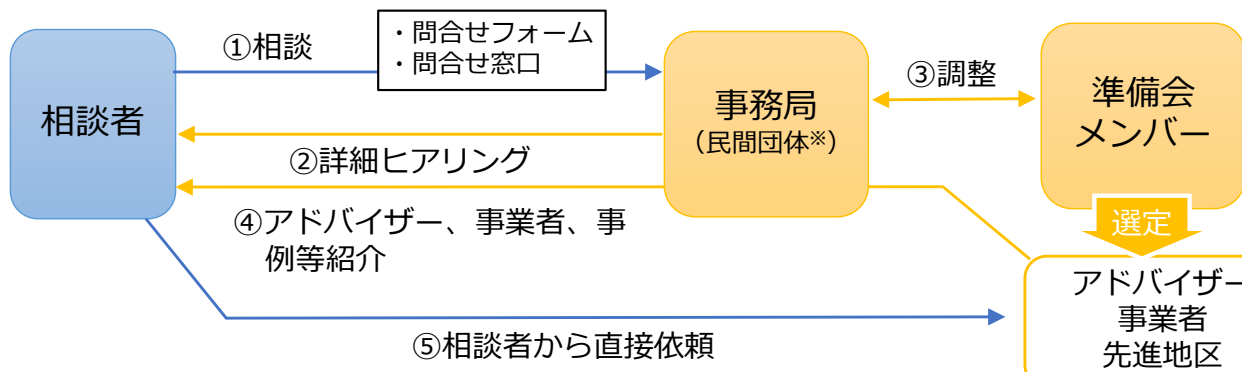 ①相談
・問合せフォーム
・問合せ窓口
相談者
事務局
（民間団体※）
③調整
準備会
メンバー
②詳細ヒアリング
④アドバイザー、事業者、事
例等紹介
選定
アドバイザー
事業者
先進地区
⑤相談者から直接依頼